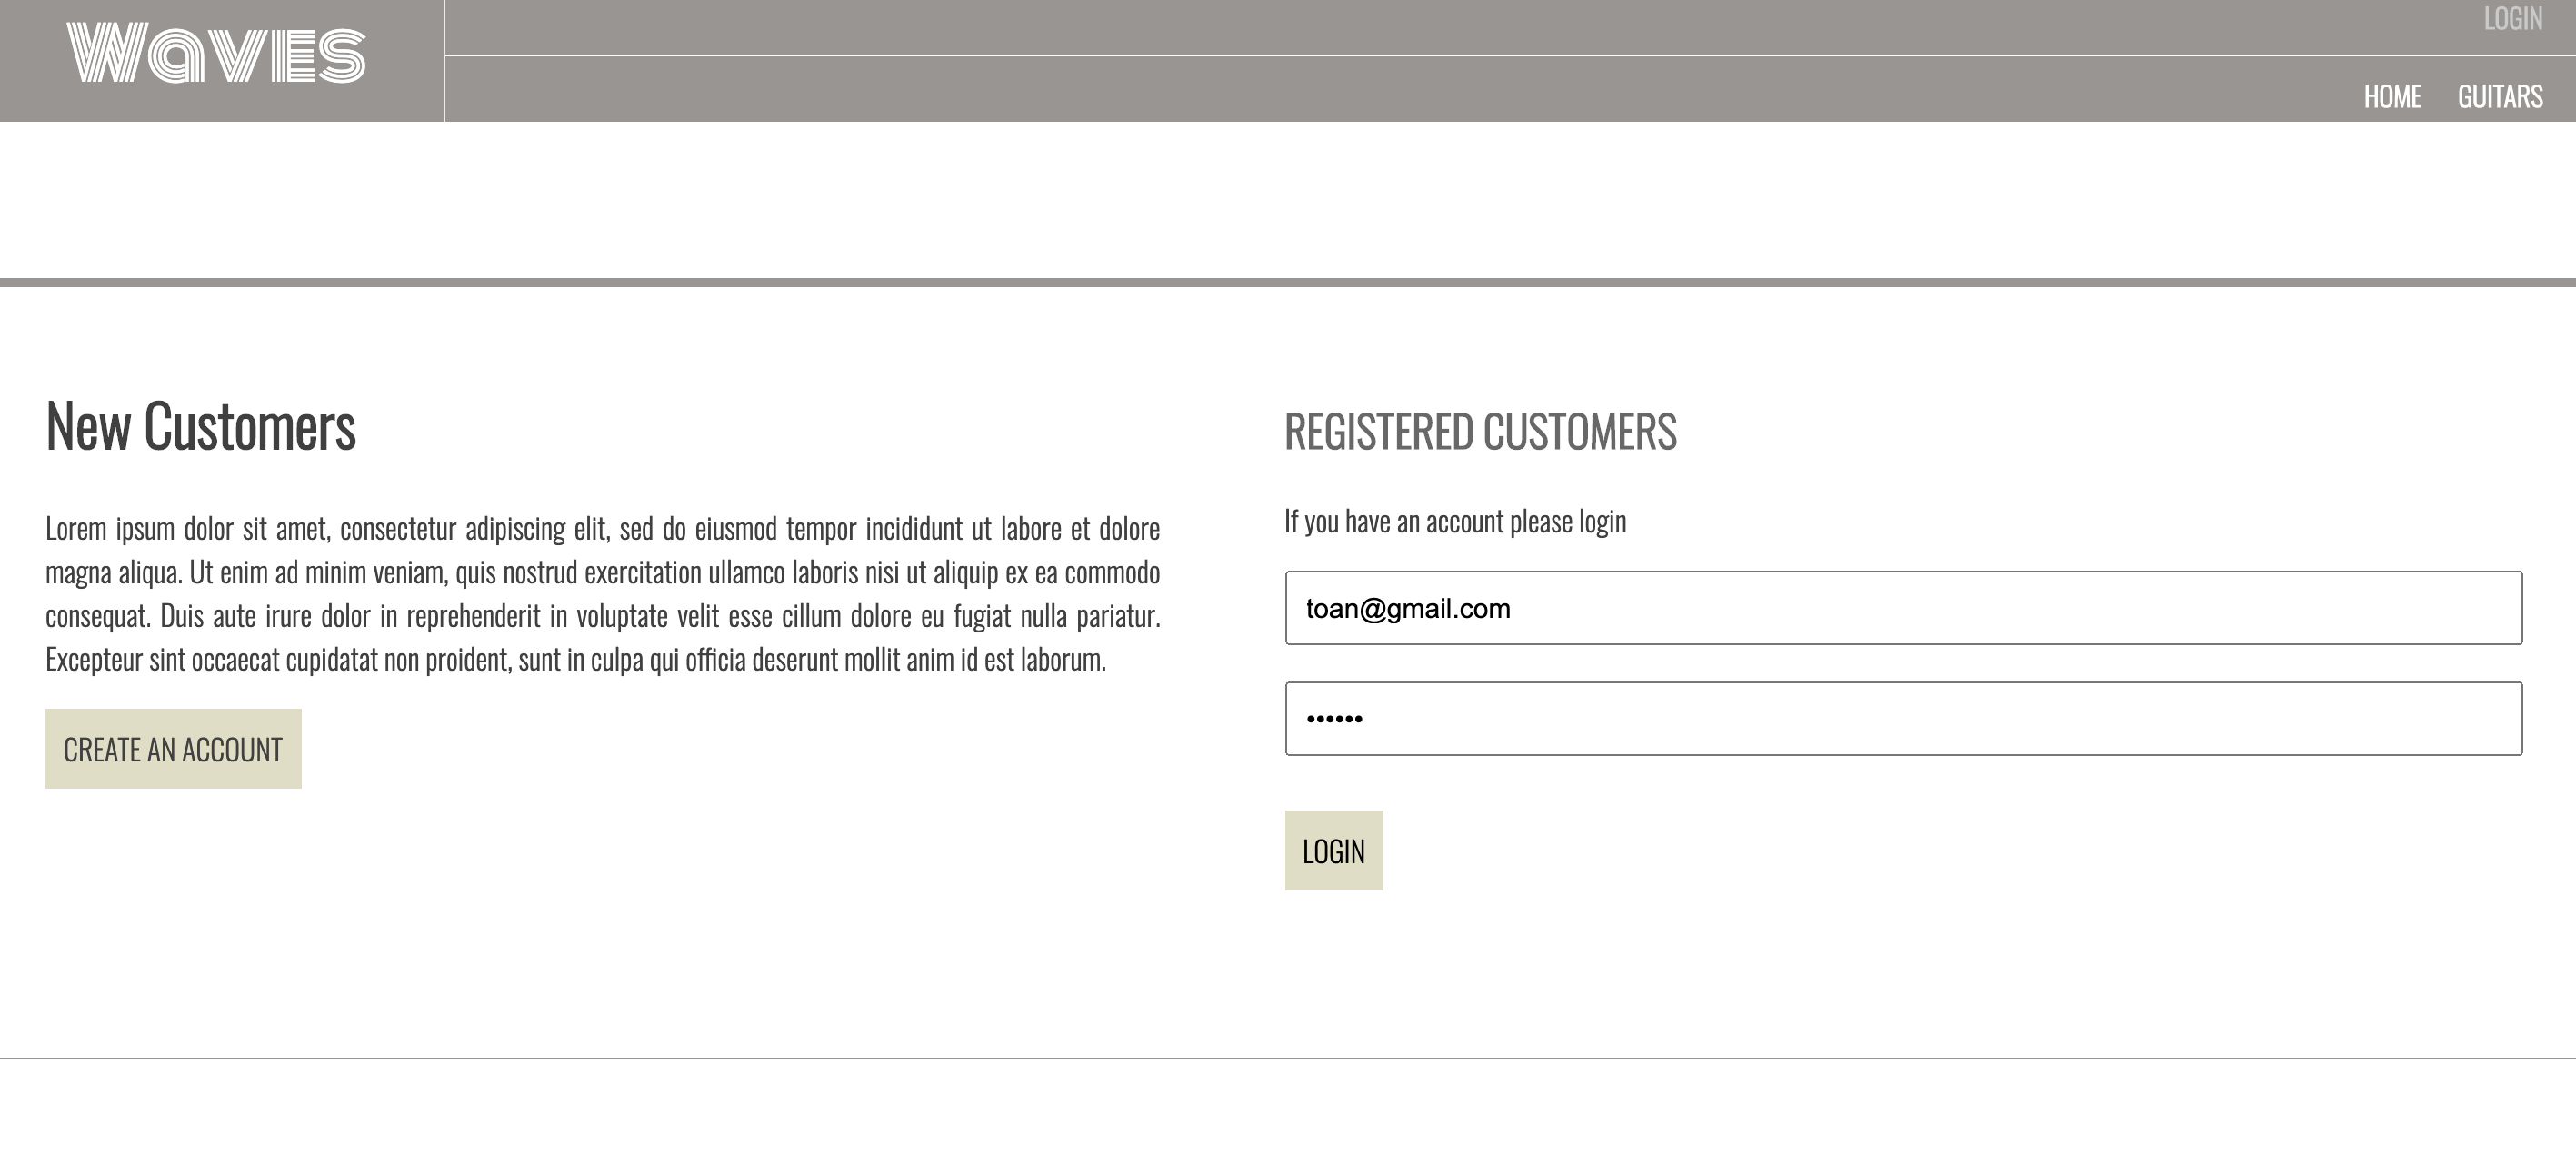 Waves
LOGIN
HOME GUITARS
New Customers
Lorem ipsum dolor sit amet, consectetur adipiscing elit, sed do eiusmod tempor incididunt ut labore et dolore
magna aliqua. Ut enim ad minim veniam, quis nostrud exercitation ullamco laboris nisi ut aliquip ex ea commodo
consequat. Duis aute irure dolor in reprehenderit in voluptate velit esse cillum dolore eu fugiat nulla pariatur.
Excepteur sint occaecat cupidatat non proident, sunt in culpa qui officia deserunt mollit anim id est laborum.
CREATE AN ACCOUNT
REGISTERED CUSTOMERS
If you have an account please login
toan@gmail.com
••••••
LOGIN